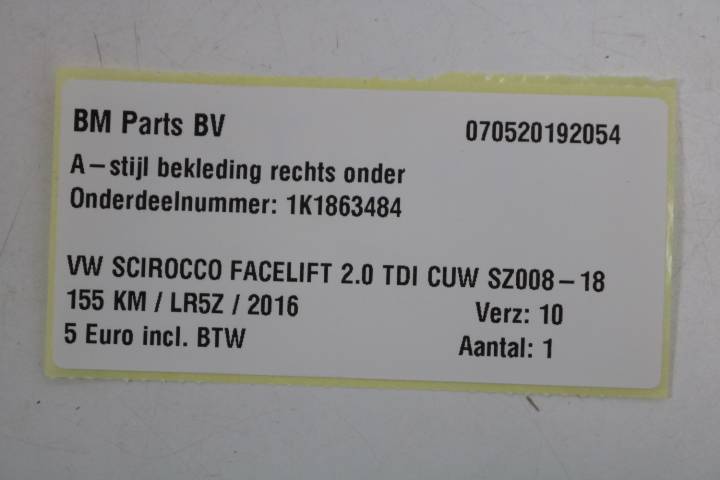 BM Parts BV 070520192054
A-stijl bekleding rechts onder
Onderdeelnummer: 1K1863484
VW SCIROCCO FACELIFT 2.0 TDI CUW SZ008-18
155 KM / LR5Z / 2016 Verz: 10
5 Euro incl. BTW Aantal: 1